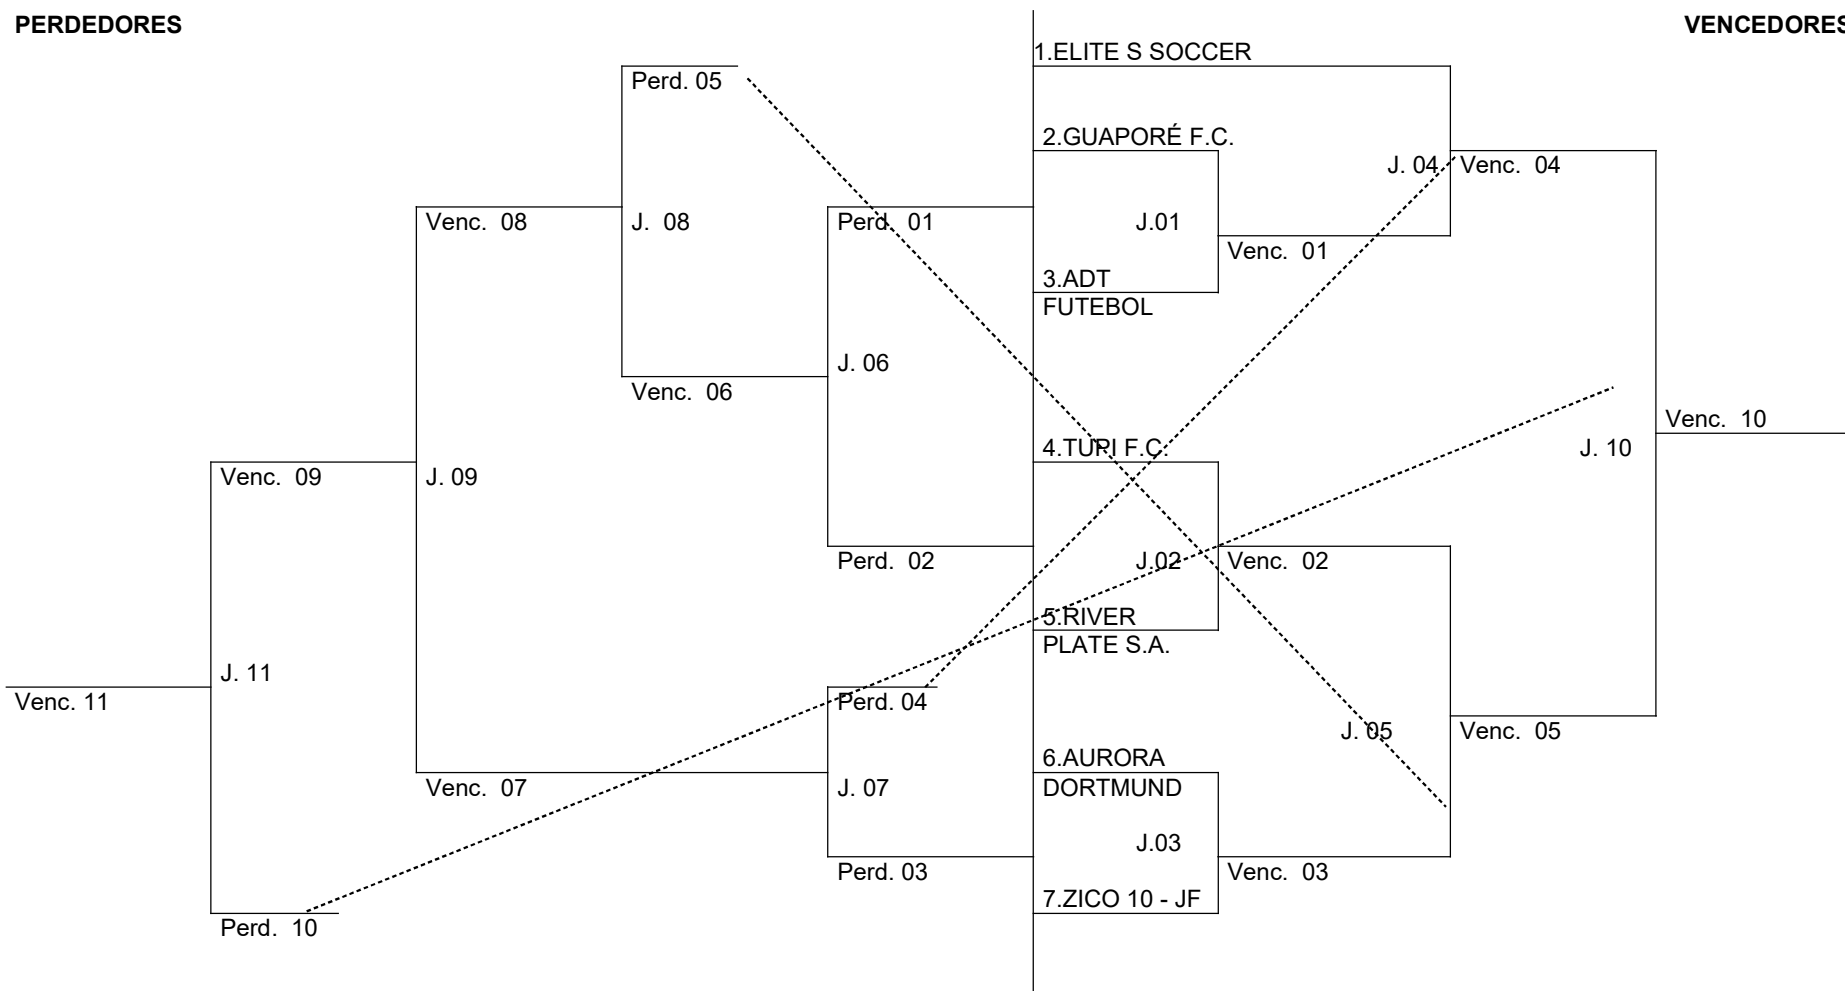 PERDEDORES
VENCEDORES
1.ELITE S SOCCER
Perd. 05
2.GUAPORÉ F.C.
J. 04
Venc. 04
Venc. 08
J. 08
Perd. 01
J.01
Venc. 01
3.ADT
FUTEBOL
J. 06
Venc. 06
Venc. 10
4.TUPI F.C.
J. 10
Venc. 09
J. 09
Perd. 02
J.02
Venc. 02
5.RIVER
PLATE S.A.
J. 11
Venc. 11
Perd. 04
J. 05
Venc. 05
6.AURORA
DORTMUND
Venc. 07
J. 07
J.03
Perd. 03
Venc. 03
7.ZICO 10 - JF
Perd. 10